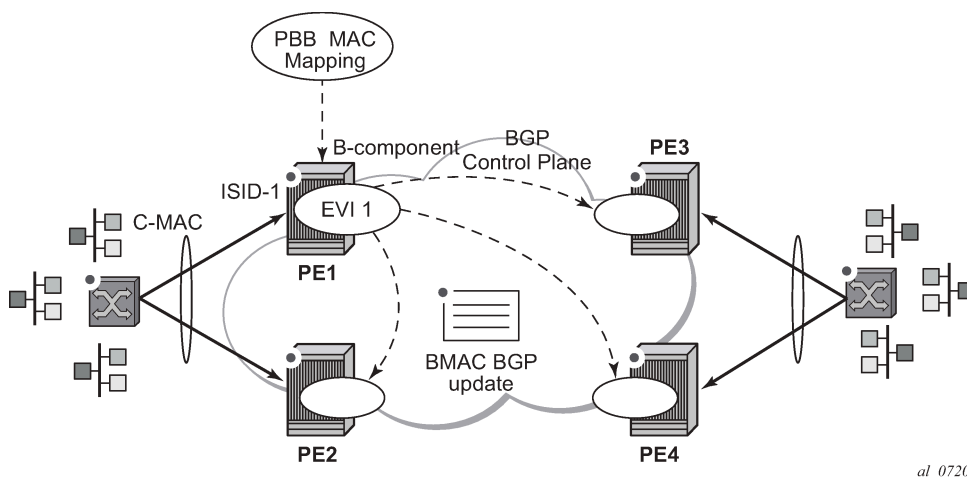 PBB MAC
Mapping
B-component
BGP
Control Plane
PE3
ISID-1
EVI 1
C-MAC
PE1
BMAC BGP
update
PE2
PE4
al_0720